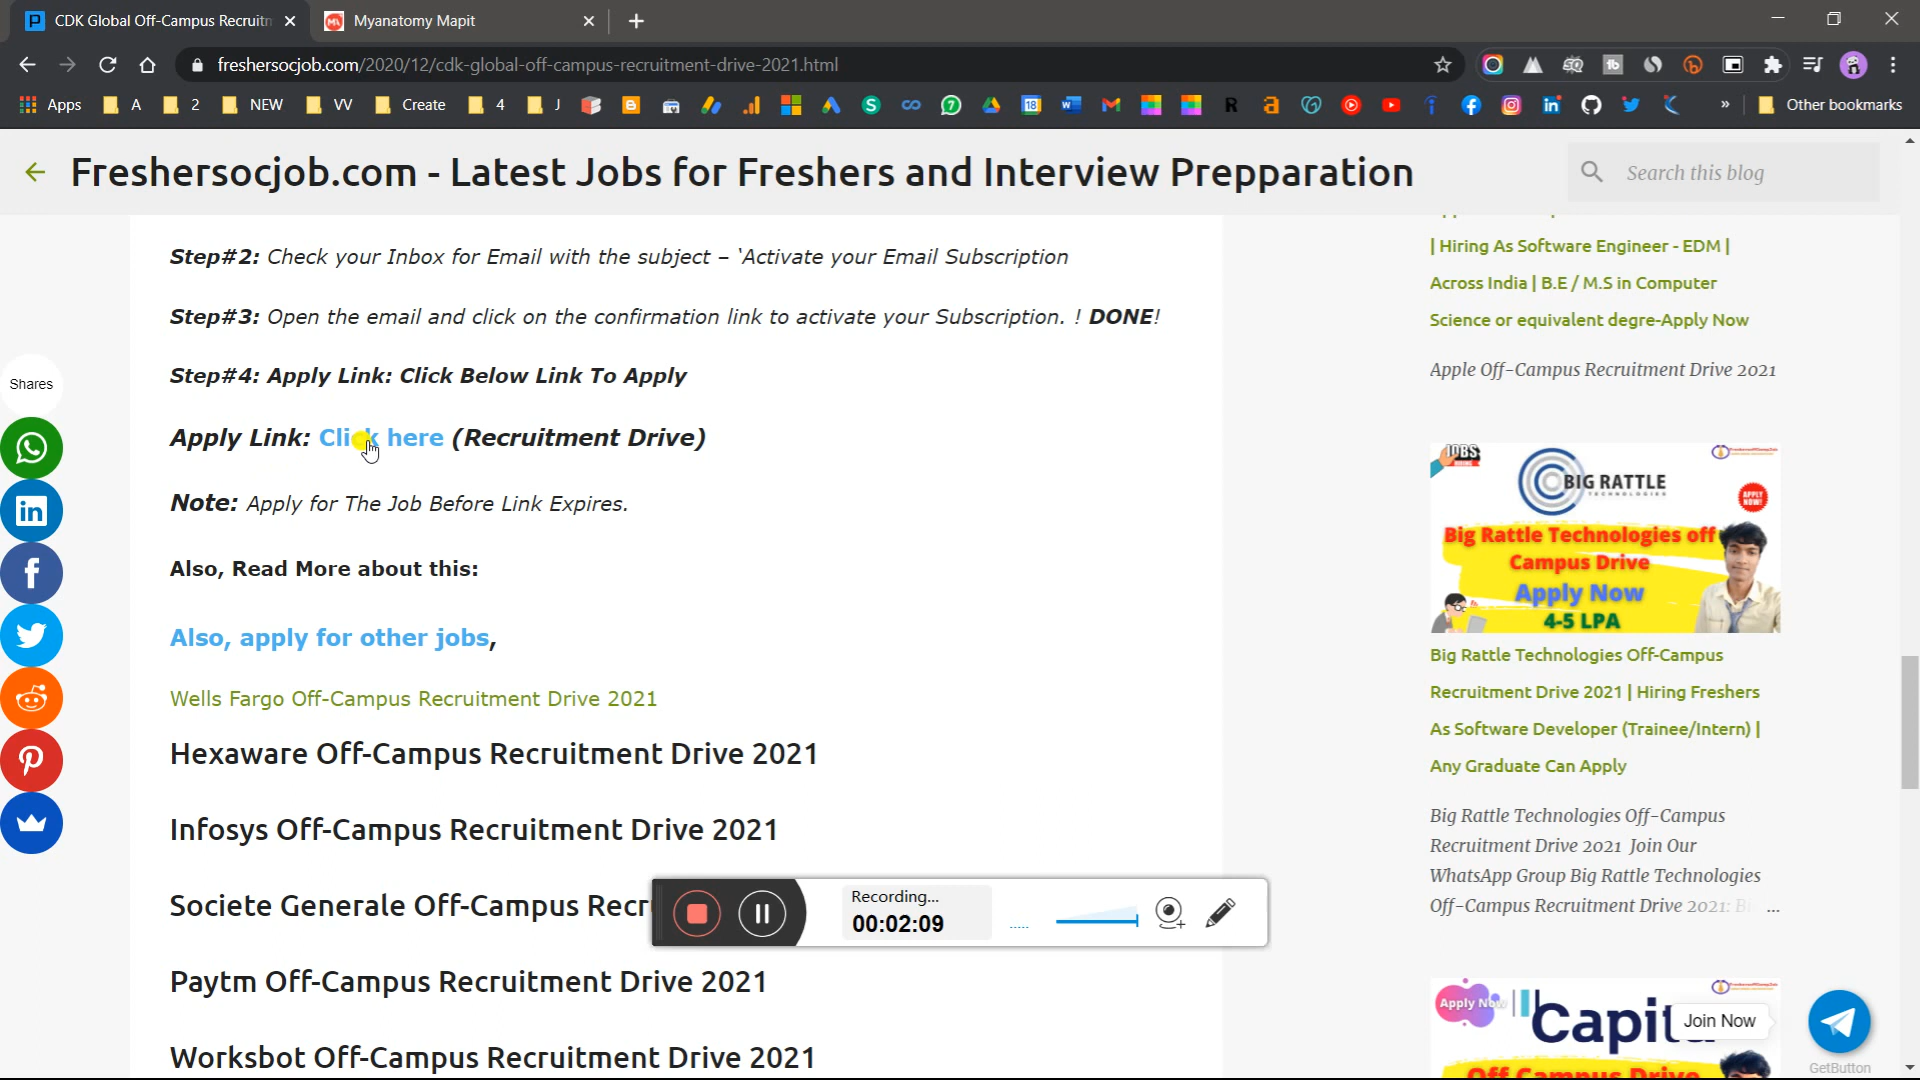 CDK Global Off-Campus Recruitm
Myanatomy Mapit
freshersocjob.com/2020/12/cdk-global-off-campus-recruitment-drive-2021.html
Apps A 2 NEW VV Create 4 J Other bookmarks
Freshersocjob.com - Latest Jobs for Freshers and Interview Prepparation
Search this blog
Step#2: Check your Inbox for Email with the subject – ‵Activate your Email Subscription
Step#3: Open the email and click on the confirmation link to activate your Subscription. ! DONE!
Step#4: Apply Link: Click Below Link To Apply
Apply Link: Click here (Recruitment Drive)
Note: Apply for The Job Before Link Expires.
Also, Read More about this:
Also, apply for other jobs,
Wells Fargo Off-Campus Recruitment Drive 2021
Hexaware Off-Campus Recruitment Drive 2021
Infosys Off-Campus Recruitment Drive 2021
Societe Generale Off-Campus Recr
Paytm Off-Campus Recruitment Drive 2021
Worksbot Off-Campus Recruitment Drive 2021
Shares
Recording...
00:02:09
| Hiring As Software Engineer - EDM |
Across India | B.E / M.S in Computer
Science or equivalent degre-Apply Now
Apple Off-Campus Recruitment Drive 2021
JOBS
BIG RATTLE
TECHNOLOGIES
APPLY NOW!
Big Rattle Technologies off
Campus Drive
Apply Now
4-5 LPA
Big Rattle Technologies Off-Campus
Recruitment Drive 2021 | Hiring Freshers
As Software Developer (Trainee/Intern) |
Any Graduate Can Apply
Big Rattle Technologies Off-Campus
Recruitment Drive 2021 Join Our
WhatsApp Group Big Rattle Technologies
Off-Campus Recruitment Drive 2021: B ...
Apply Now
Capit
Join Now
Off Campus Drive
GetButton